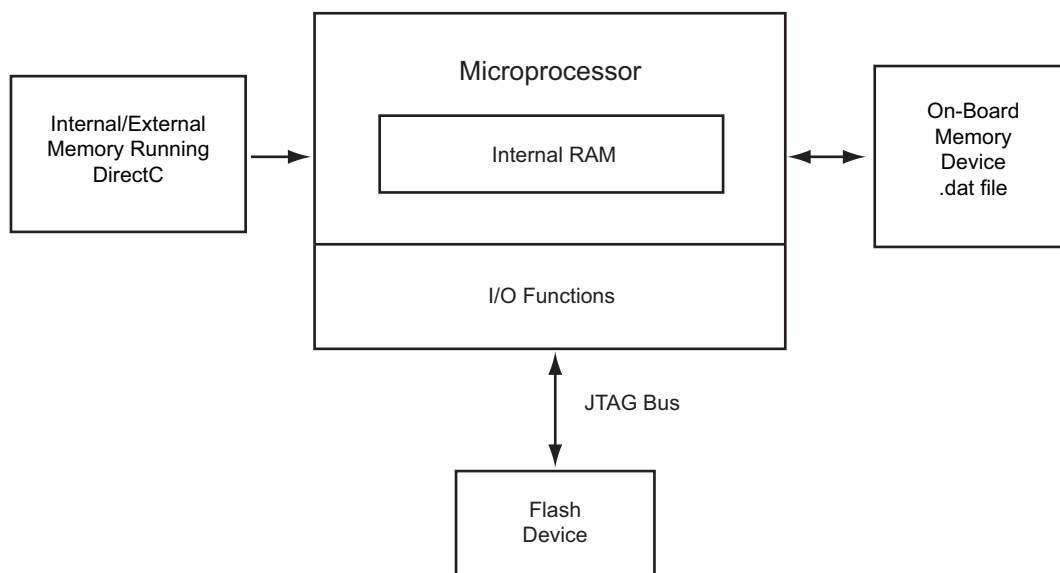 Microprocessor
Internal RAM
I/O Functions
Internal/External
Memory Running
DirectC
On-Board
Memory
Device
.dat file
JTAG Bus
Flash
Device